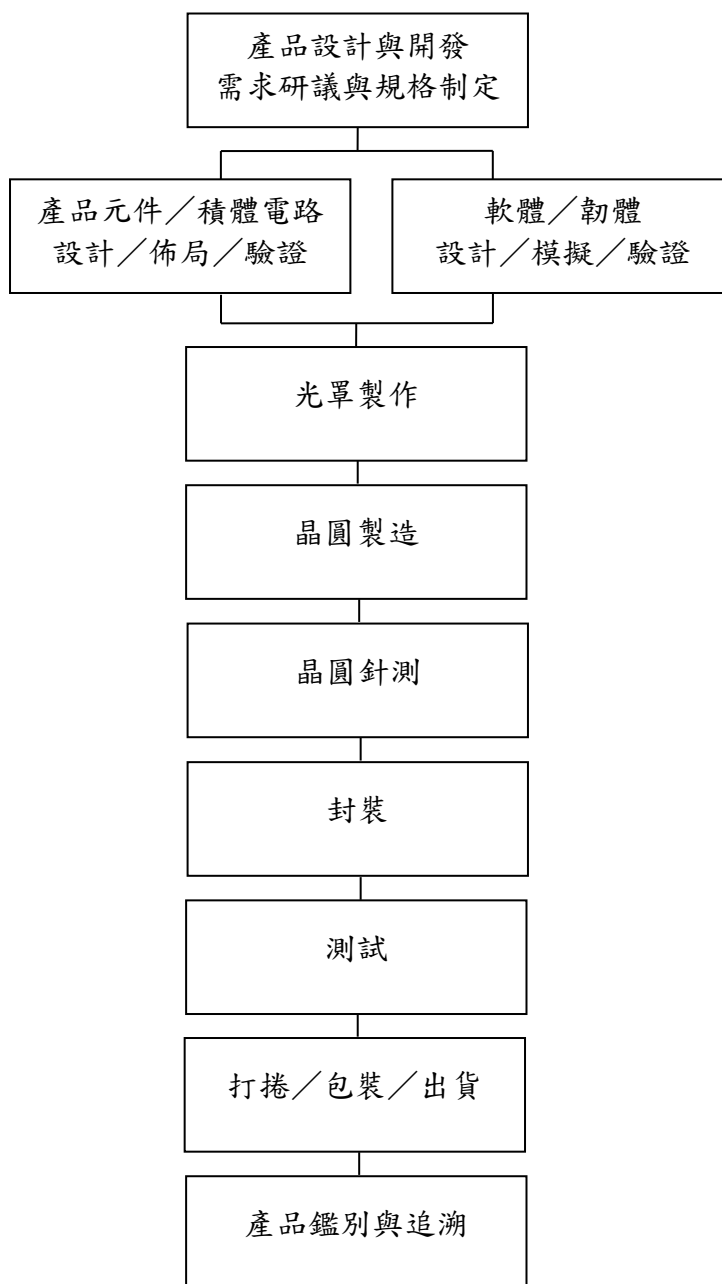 產品設計與開發
需求研議與規格制定
產品元件／積體電路
設計／佈局／驗証
軟體／韌體
設計／模擬／驗證
光罩製作
晶圓製造
晶圓針測
封裝
測試
打捲／包裝／出貨
產品鑑別與追溯